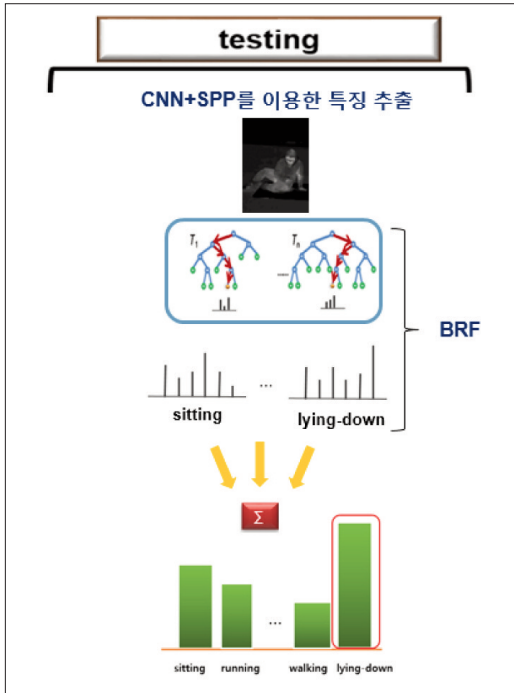 testing
CNN+SPP를 이용한 특징 추출
T1
Tn
BRF
...
sitting
lying-down
Σ
...
sitting running walking lying-down